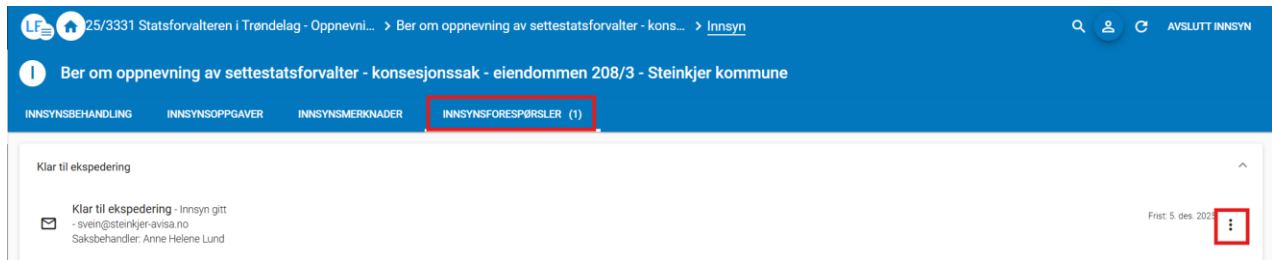 LF 25/3331 Statsforvalteren i Trøndelag - Oppnevni... > Ber om oppnevning av settestatsforvalter - kons... > Innsyn AVSLUTT INNSYN
I Ber om oppnevning av settestatsforvalter - konsesjonssak - eiendommen 208/3 - Steinkjer kommune
INNSYNSBEHANDLING INNSYNSOPPGAVER INNSYNSMERKNADER INNSYNSFORESPØRSLER (1)
Klar til ekspedering
Klar til ekspedering - Innsyn gitt
- svein@steinkjer-avisa.no
Frist: 5. des. 2025
Saksbehandler: Anne Helene Lund